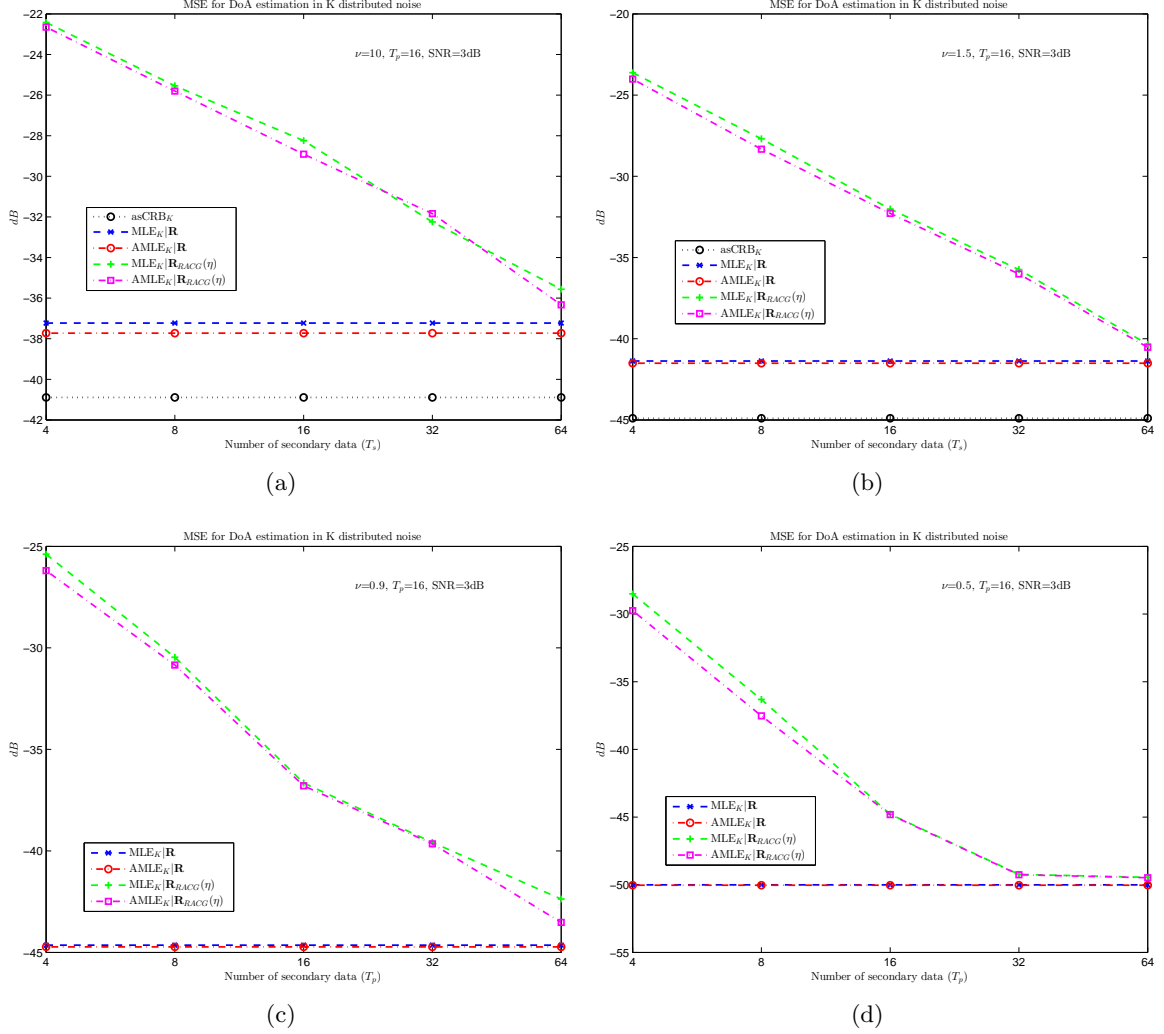 MSE for DoA estimation in K distributed noise
ν=10, T_p=16, SNR=3dB
−22
−24
−26
−28
−30
−32
−34
−36
−38
−40
−42
dB
asCRB_K
MLE_K|R
AMLE_K|R
MLE_K|R_RACG(η)
AMLE_K|R_RACG(η)
4 8 16 32 64
Number of secondary data (T_s)
(a)
MSE for DoA estimation in K distributed noise
ν=1.5, T_p=16, SNR=3dB
−20
−25
−30
−35
−40
−45
dB
asCRB_K
MLE_K|R
AMLE_K|R
MLE_K|R_RACG(η)
AMLE_K|R_RACG(η)
4 8 16 32 64
Number of secondary data (T_s)
(b)
MSE for DoA estimation in K distributed noise
ν=0.9, T_p=16, SNR=3dB
−25
−30
−35
−40
−45
dB
MLE_K|R
AMLE_K|R
MLE_K|R_RACG(η)
AMLE_K|R_RACG(η)
4 8 16 32 64
Number of secondary data (T_p)
(c)
MSE for DoA estimation in K distributed noise
ν=0.5, T_p=16, SNR=3dB
−25
−30
−35
−40
−45
−50
−55
dB
MLE_K|R
AMLE_K|R
MLE_K|R_RACG(η)
AMLE_K|R_RACG(η)
4 8 16 32 64
Number of secondary data (T_p)
(d)